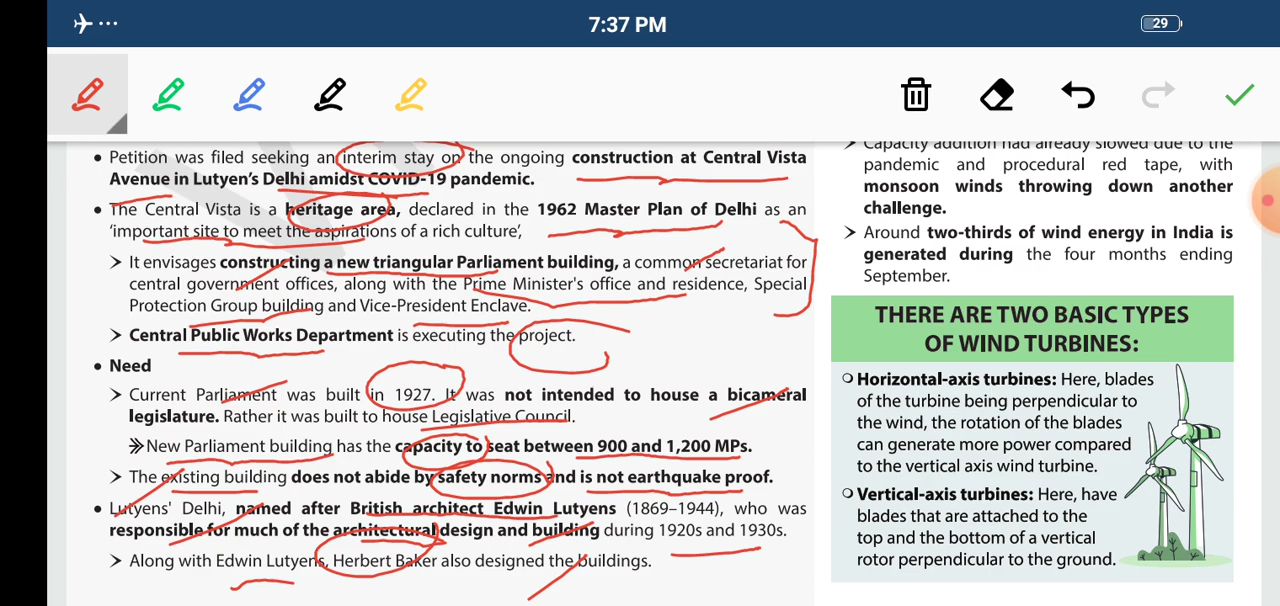 7:37 PM
29
• Petition was filed seeking an interim stay on the ongoing construction at Central Vista
Avenue in Lutyen's Delhi amidst COVID-19 pandemic.
• The Central Vista is a heritage area, declared in the 1962 Master Plan of Delhi as an
'important site to meet the aspirations of a rich culture',
➢ It envisages constructing a new triangular Parliament building, a common secretariat for
central government offices, along with the Prime Minister's office and residence, Special
Protection Group building and Vice-President Enclave.
➢ Central Public Works Department is executing the project.
• Need
➢ Current Parliament was built in 1927. It was not intended to house a bicameral
legislature. Rather it was built to house Legislative Council.
⪢ New Parliament building has the capacity to seat between 900 and 1,200 MPs.
➢ The existing building does not abide by safety norms and is not earthquake proof.
• Lutyens' Delhi, named after British architect Edwin Lutyens (1869–1944), who was
responsible for much of the architectural design and building during 1920s and 1930s.
➢ Along with Edwin Lutyens, Herbert Baker also designed the buildings.
➢ Capacity addition had already slowed due to the
pandemic and procedural red tape, with
monsoon winds throwing down another
challenge.
➢ Around two-thirds of wind energy in India is
generated during the four months ending
September.
THERE ARE TWO BASIC TYPES
OF WIND TURBINES:
○ Horizontal-axis turbines: Here, blades
of the turbine being perpendicular to
the wind, the rotation of the blades
can generate more power compared
to the vertical axis wind turbine.
○ Vertical-axis turbines: Here, have
blades that are attached to the
top and the bottom of a vertical
rotor perpendicular to the ground.